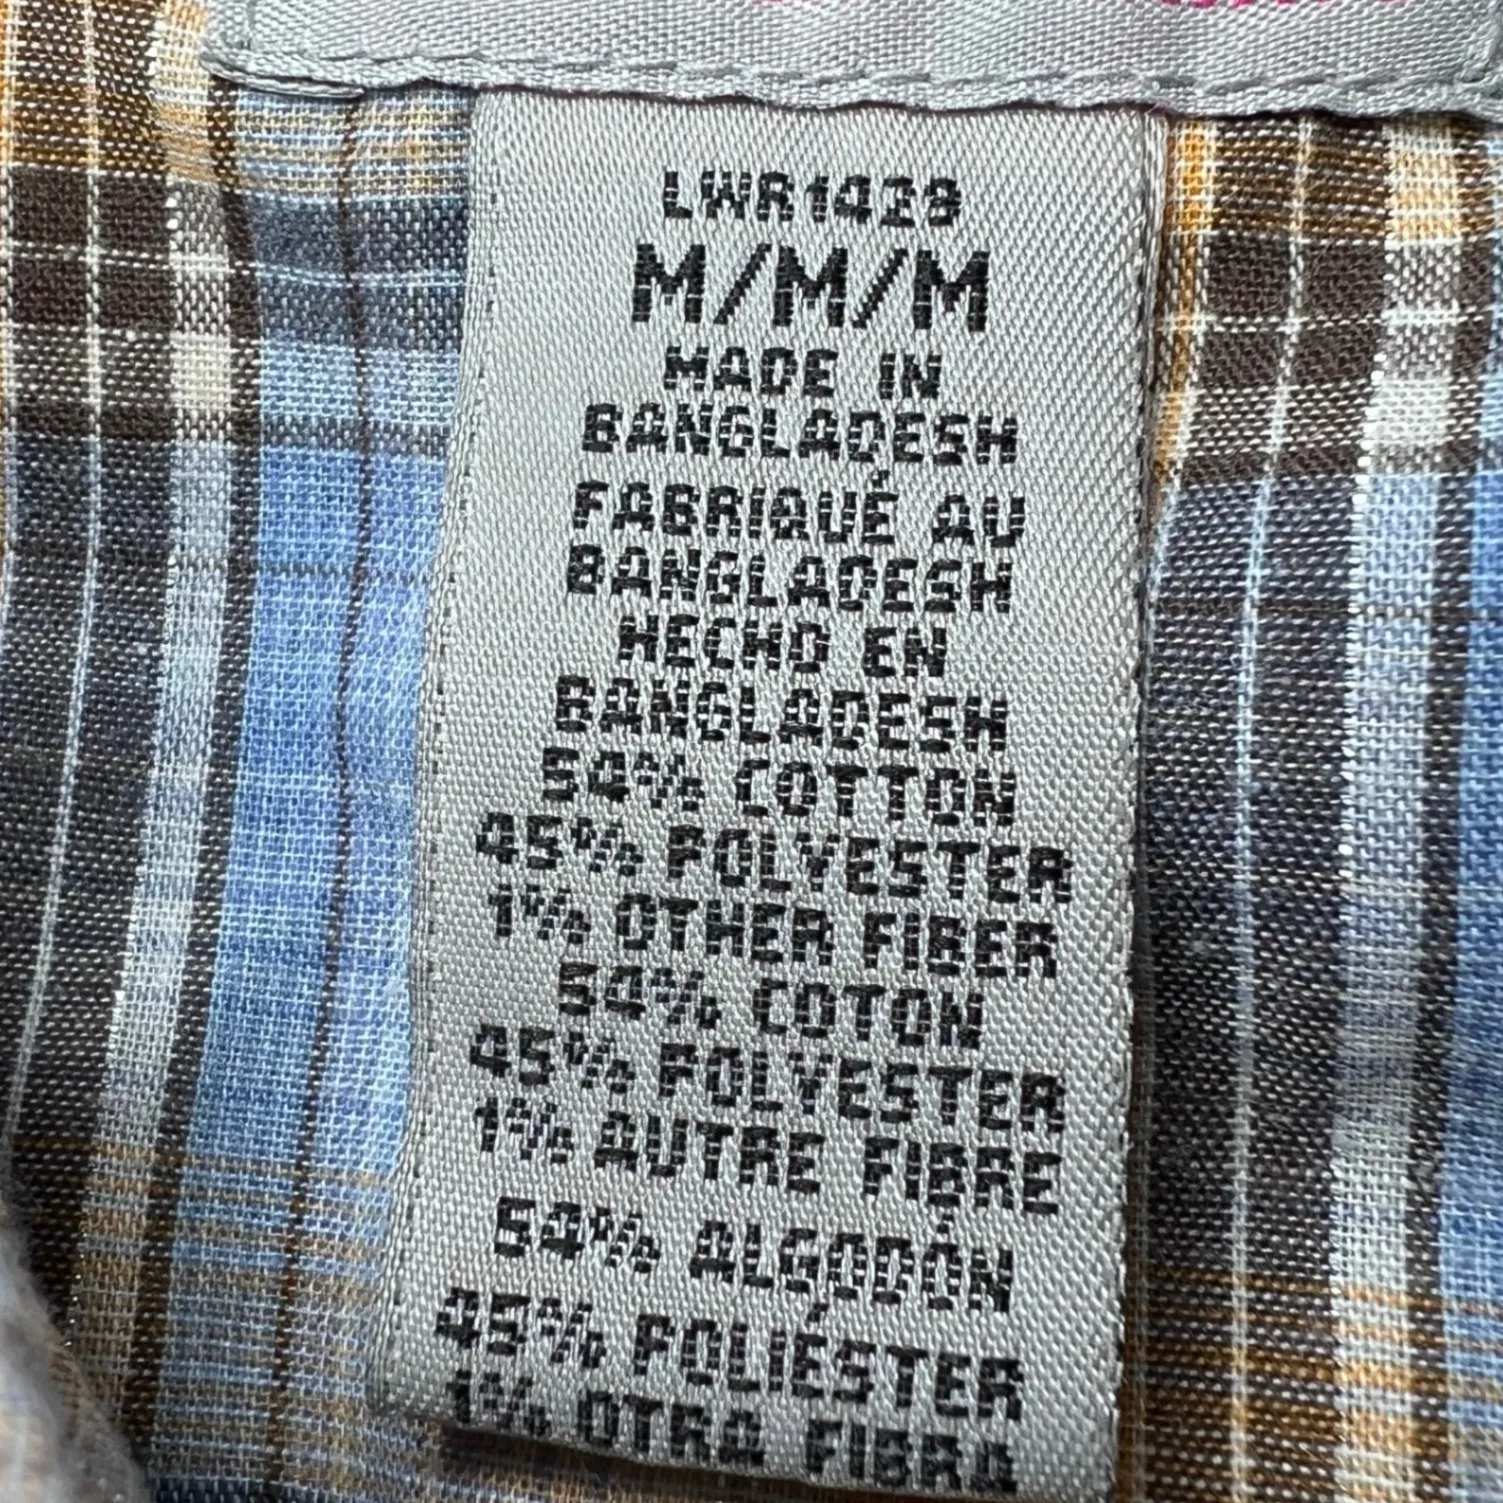 LWR1428
M/M/M
MADE IN
BANGLADESH
FABRIQUÉ AU
BANGLADESH
HECHO EN
BANGLADESH
54% COTTON
45% POLYESTER
1% OTHER FIBER
54% COTON
45% POLYESTER
1% AUTRE FIBRE
54% ALGODÓN
45% POLIÉSTER
1% OTRA FIBRA